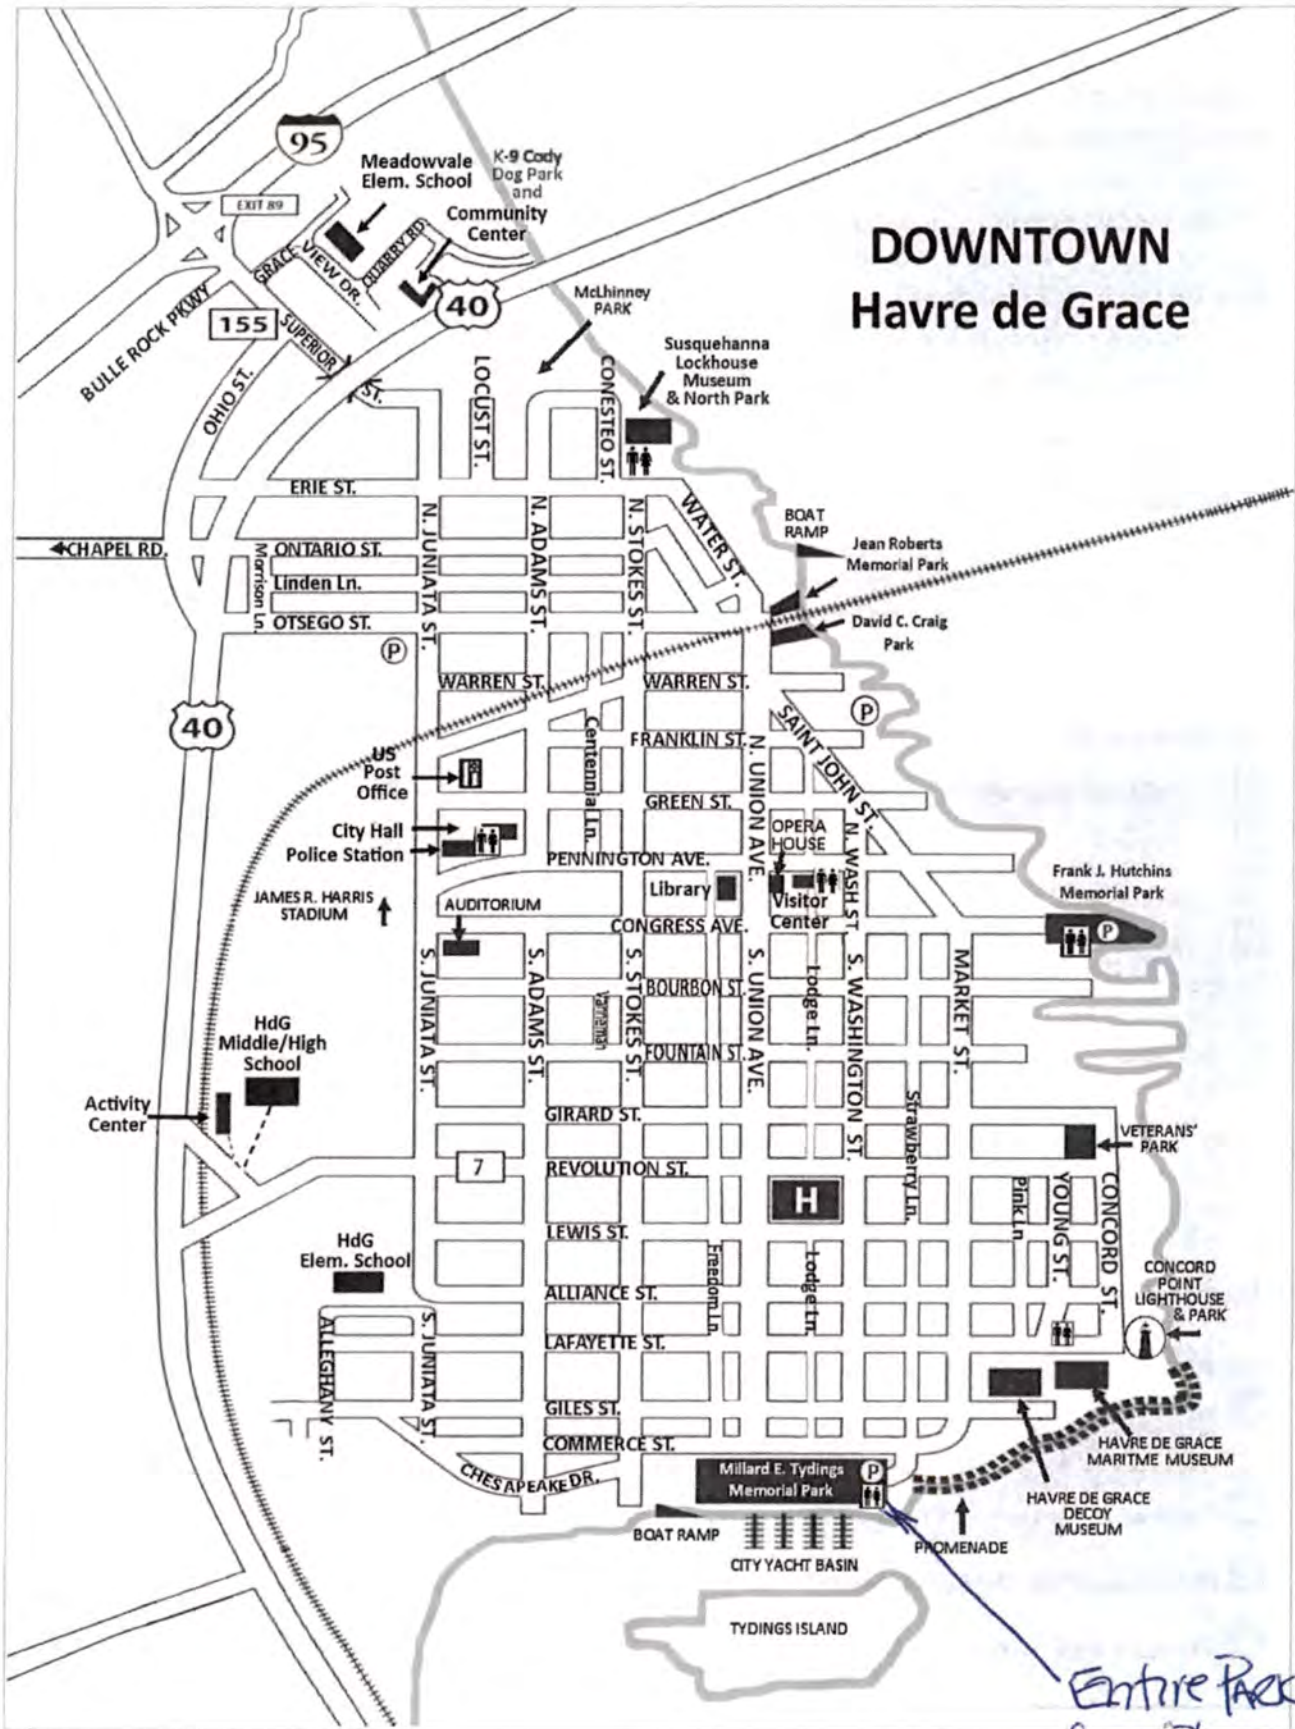 95
Meadowvale
Elem. School
K-9 Cody
Dog Park
and
Community
Center
EXIT 89
GRACE
VIEW DR.
QUARRY RD.
DOWNTOWN
Havre de Grace
BULLE ROCK PKWY
155
SUPERIOR
ST.
40
McLhinney
PARK
OHIO ST.
LOCUST ST.
CONESTEO ST.
Susquehanna
Lockhouse
Museum
& North Park
ERIE ST.
N. JUNIATA ST.
N. ADAMS ST.
N. STOKES ST.
WATER ST.
BOAT
RAMP
Jean Roberts
Memorial Park
CHAPEL RD.
ONTARIO ST.
Morrison Ln.
Linden Ln.
OTSEGO ST.
David C. Craig
Park
P
WARREN ST.
WARREN ST.
40
P
Centennial Ln.
FRANKLIN ST.
N. UNION AVE.
SAINT JOHN ST.
US
Post
Office
GREEN ST.
City Hall
Police Station
OPERA
HOUSE
N. WASH ST
PENNINGTON AVE.
Library
Visitor
Center
Frank J. Hutchins
Memorial Park
P
JAMES R. HARRIS
STADIUM
AUDITORIUM
CONGRESS AVE.
S. JUNIATA ST.
S. ADAMS ST.
S. STOKES ST.
S. UNION AVE.
Lodge Ln.
S. WASHINGTON ST.
MARKET ST.
BOURBON ST.
FOUNTAIN ST.
HdG
Middle/High
School
Activity
Center
GIRARD ST.
Strawberry Ln.
VETERANS'
PARK
7
REVOLUTION ST.
H
Pink Ln
YOUNG ST.
CONCORD ST.
LEWIS ST.
HdG
Elem. School
Freedom Ln.
Lodge Ln.
CONCORD
POINT
LIGHTHOUSE
& PARK
ALLIANCE ST.
ALLEGHANY ST.
S. JUNIATA ST.
LAFAYETTE ST.
GILES ST.
COMMERCE ST.
HAVRE DE GRACE
MARITME MUSEUM
CHESAPEAKE DR.
Millard E. Tydings
Memorial Park
P
HAVRE DE GRACE
DECOY
MUSEUM
BOAT RAMP
PROMENADE
CITY YACHT BASIN
TYDINGS ISLAND
Entire PARK